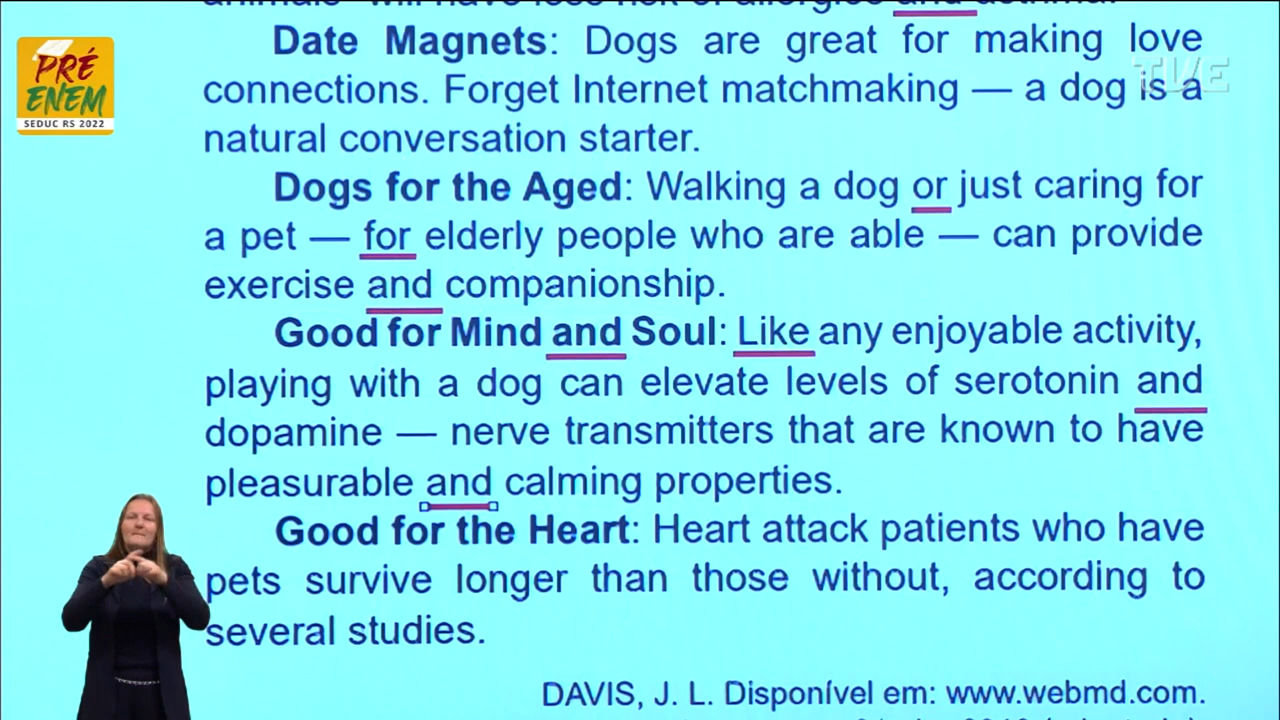 animals" will have less risk of allergies and asthma.
Date Magnets: Dogs are great for making love
connections. Forget Internet matchmaking — a dog is a
natural conversation starter.
Dogs for the Aged: Walking a dog or just caring for
a pet — for elderly people who are able — can provide
exercise and companionship.
Good for Mind and Soul: Like any enjoyable activity,
playing with a dog can elevate levels of serotonin and
dopamine — nerve transmitters that are known to have
pleasurable and calming properties.
Good for the Heart: Heart attack patients who have
pets survive longer than those without, according to
several studies.
DAVIS, J. L. Disponível em: www.webmd.com.
PRÉ
ENEM
SEDUC RS 2022
TVE